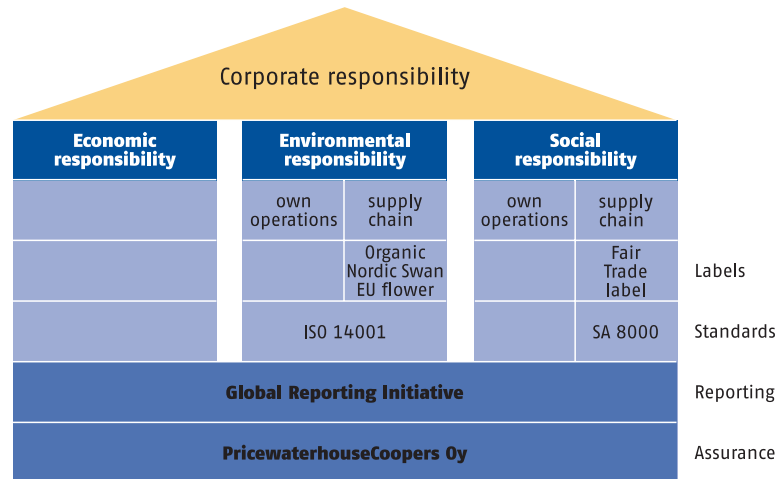 Corporate responsibility
Economic
responsibility
Environmental
responsibility
Social
responsibility
own
operations
supply
chain
own
operations
supply
chain
Organic
Nordic Swan
EU flower
Fair
Trade
label
Labels
ISO 14001
SA 8000
Standards
Global Reporting Initiative
Reporting
PricewaterhouseCoopers Oy
Assurance